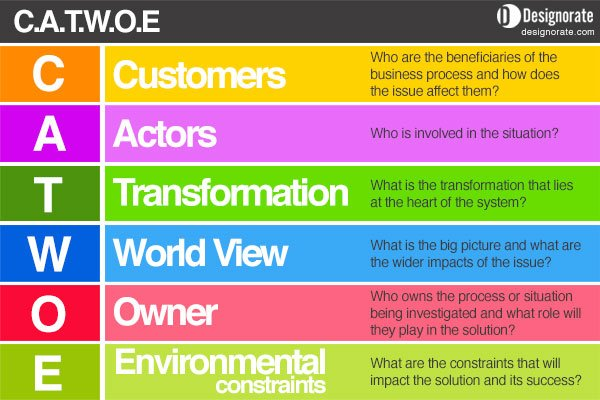 C.A.T.W.O.E
Designorate
designorate.com
C
Customers
Who are the beneficiaries of the
business process and how does
the issue affect them?
A
Actors
Who is involved in the situation?
T
Transformation
What is the transformation that lies
at the heart of the system?
W
World View
What is the big picture and what are
the wider impacts of the issue?
O
Owner
Who owns the process or situation
being investigated and what role will
they play in the solution?
E
Environmental
constraints
What are the constraints that will
impact the solution and its success?